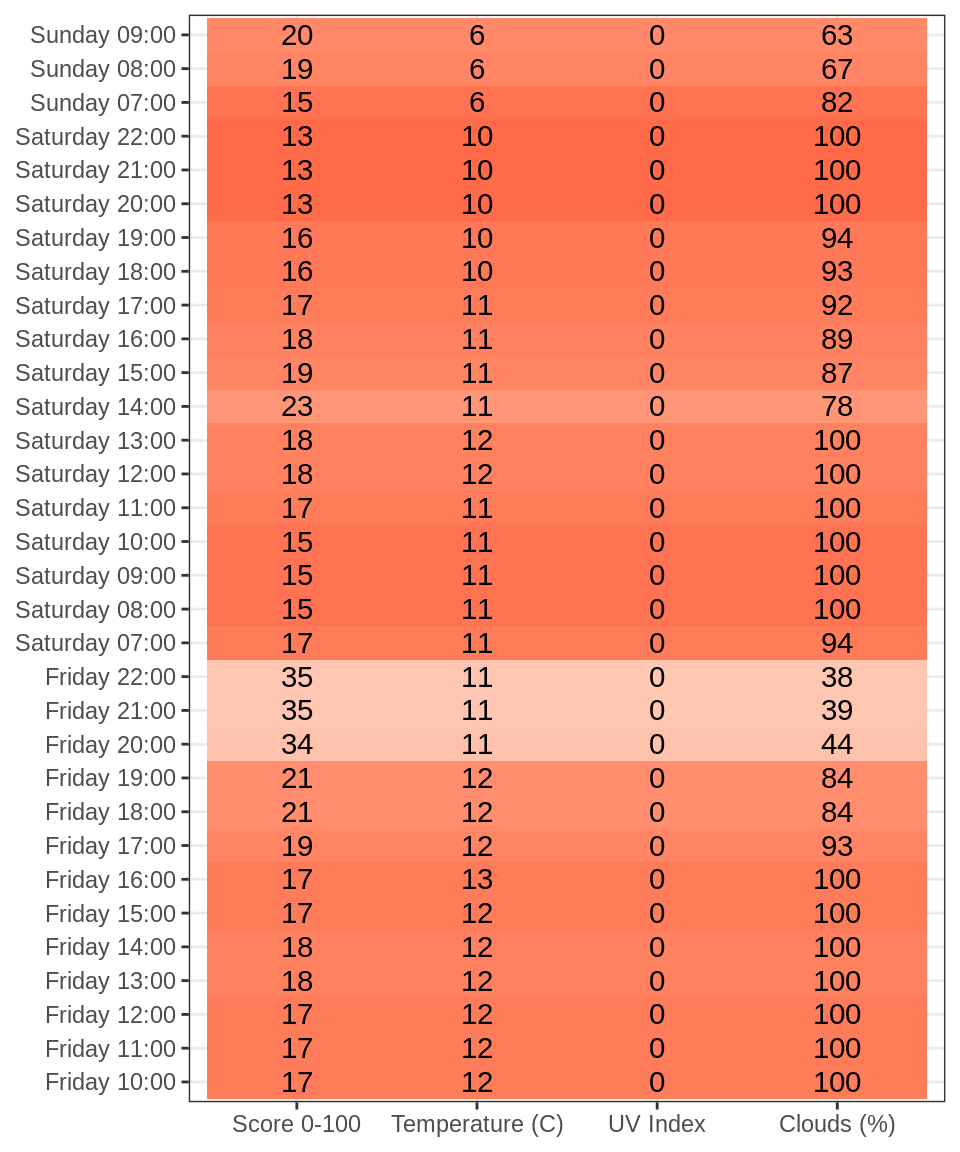 Sunday 09:00 20 6 0 63
Sunday 08:00 19 6 0 67
Sunday 07:00 15 6 0 82
Saturday 22:00 13 10 0 100
Saturday 21:00 13 10 0 100
Saturday 20:00 13 10 0 100
Saturday 19:00 16 10 0 94
Saturday 18:00 16 10 0 93
Saturday 17:00 17 11 0 92
Saturday 16:00 18 11 0 89
Saturday 15:00 19 11 0 87
Saturday 14:00 23 11 0 78
Saturday 13:00 18 12 0 100
Saturday 12:00 18 12 0 100
Saturday 11:00 17 11 0 100
Saturday 10:00 15 11 0 100
Saturday 09:00 15 11 0 100
Saturday 08:00 15 11 0 100
Saturday 07:00 17 11 0 94
Friday 22:00 35 11 0 38
Friday 21:00 35 11 0 39
Friday 20:00 34 11 0 44
Friday 19:00 21 12 0 84
Friday 18:00 21 12 0 84
Friday 17:00 19 12 0 93
Friday 16:00 17 13 0 100
Friday 15:00 17 12 0 100
Friday 14:00 18 12 0 100
Friday 13:00 18 12 0 100
Friday 12:00 17 12 0 100
Friday 11:00 17 12 0 100
Friday 10:00 17 12 0 100
Score 0-100 Temperature (C) UV Index Clouds (%)